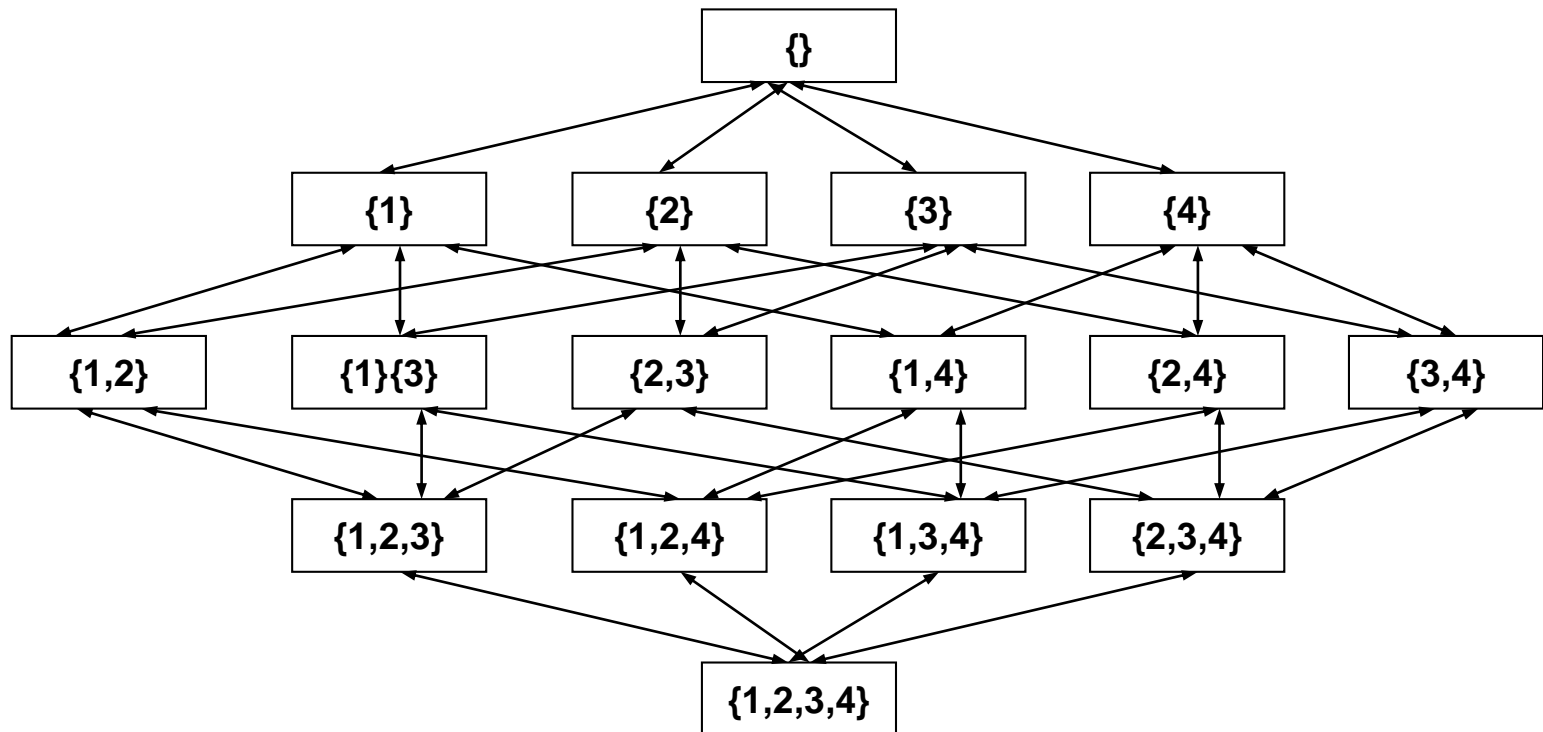 {}
{1} {2} {3} {4}
{1,2} {1}{3} {2,3} {1,4} {2,4} {3,4}
{1,2,3} {1,2,4} {1,3,4} {2,3,4}
{1,2,3,4}